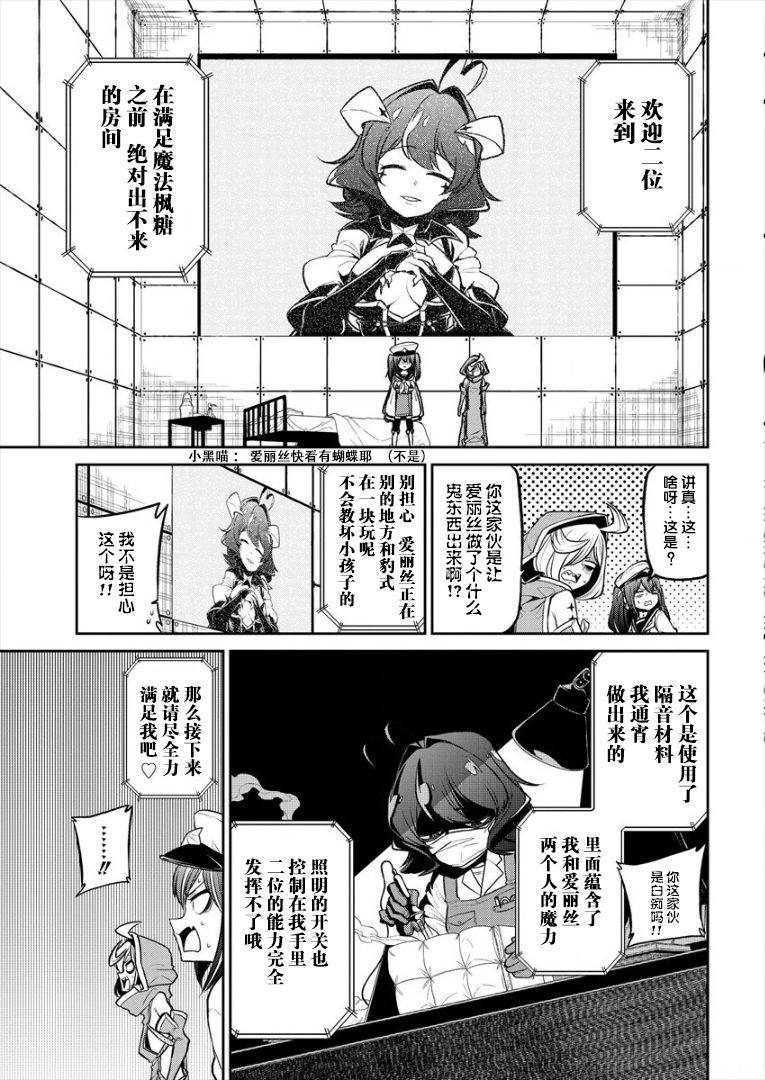 欢迎二位
来到
在满足魔法枫糖
之前 绝对出不来
的房间
小黑喵： 爱丽丝快看有蝴蝶耶 （不是）
讲真…这…
啥呀…这是？
你这家伙是让
爱丽丝做了个什么
鬼东西出来啊!?
别担心 爱丽丝正在
别的地方和豹式
在一块玩呢
不会教坏小孩子的
我不是担心
这个呀!!
这个是使用了
隔音材料
我通宵
做出来的
你这家伙
是白痴吗!!
里面蕴含了
我和爱丽丝
两个人的魔力
照明的开关也
控制在我手里
二位的能力完全
发挥不了哦
那么接下来
就请尽全力
满足我吧♡
……!!